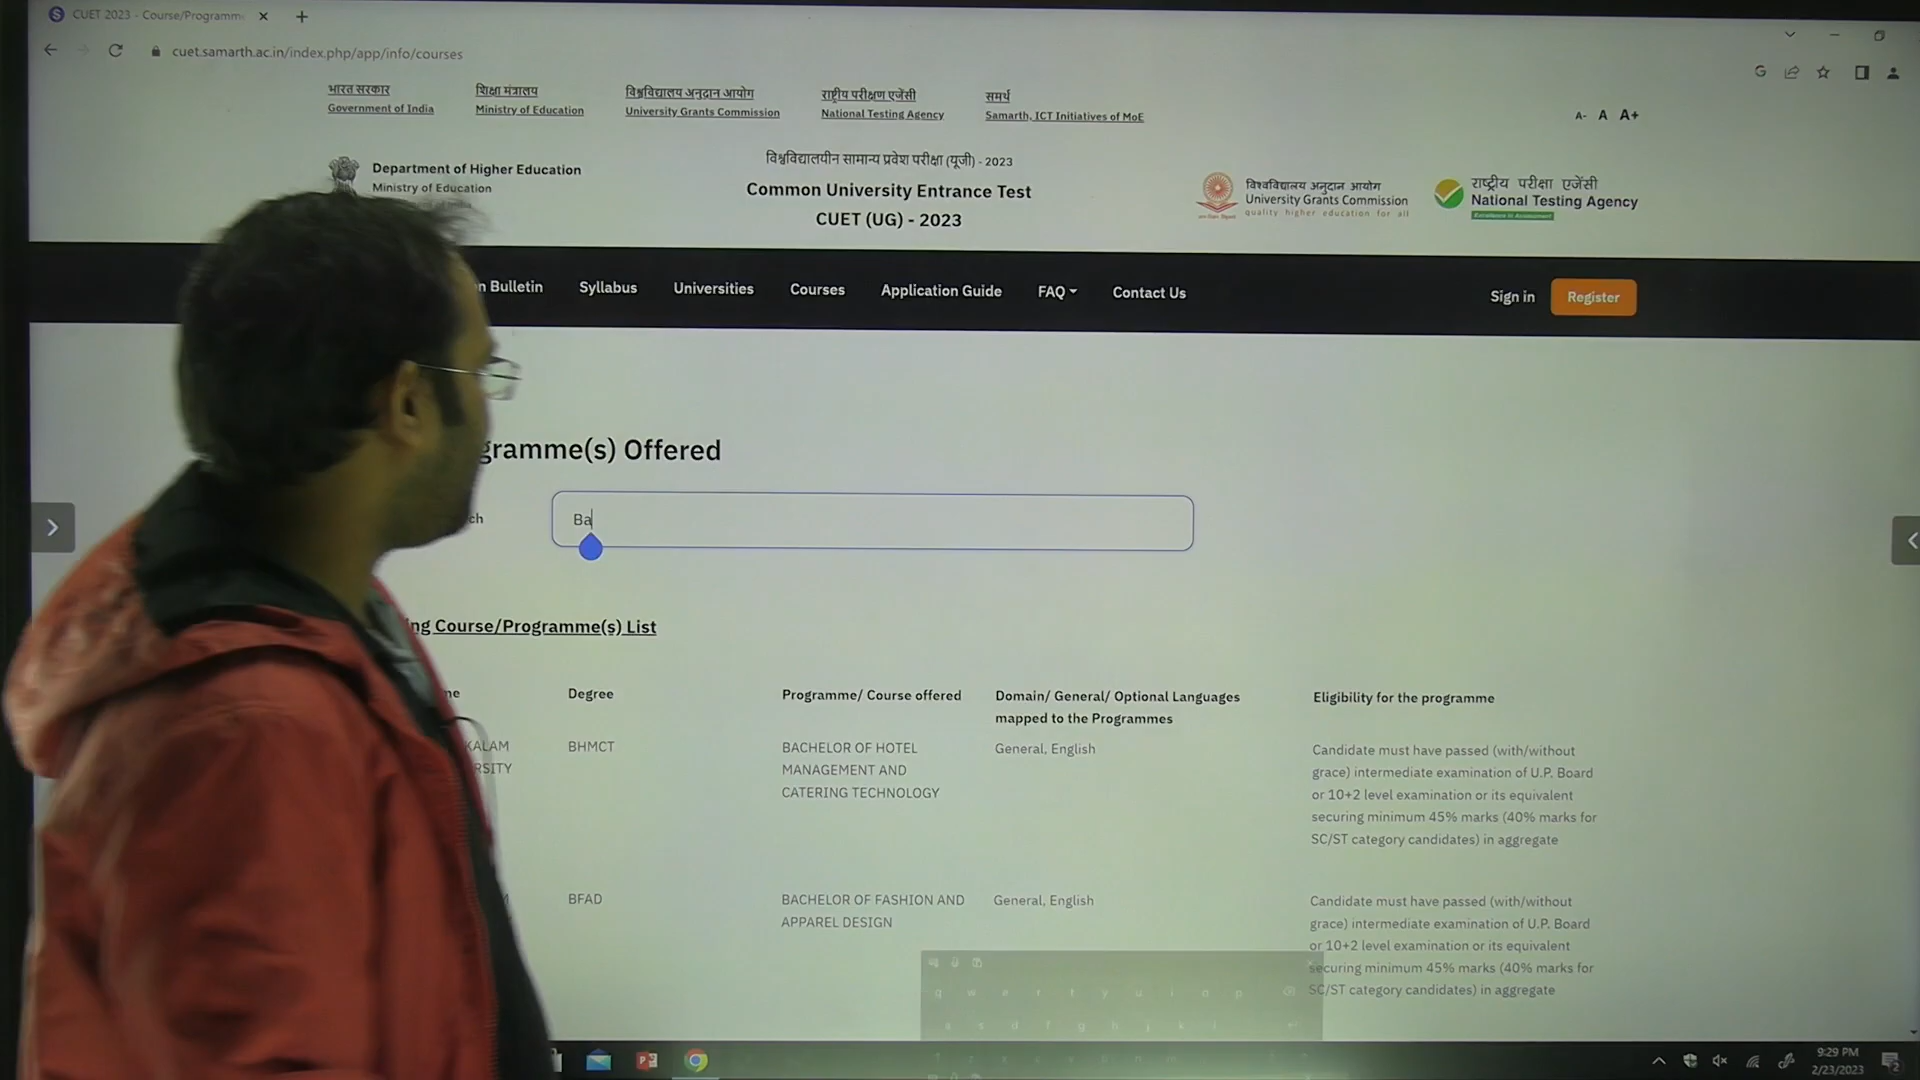 CUET 2023 - Course/Programm
cuet.samarth.ac.in/index.php/app/info/courses
भारत सरकार
Government of India
शिक्षा मंत्रालय
Ministry of Education
विश्वविद्यालय अनुदान आयोग
University Grants Commission
राष्ट्रीय परीक्षण एजेंसी
National Testing Agency
समर्थ
Samarth, ICT Initiatives of MoE
A- A A+
Department of Higher Education
Ministry of Education
विश्वविद्यालयीन सामान्य प्रवेश परीक्षा (यूजी) - 2023
Common University Entrance Test
CUET (UG) - 2023
विश्वविद्यालय अनुदान आयोग
University Grants Commission
quality higher education for all
राष्ट्रीय परीक्षा एजेंसी
National Testing Agency
Excellence in Assessment
n Bulletin Syllabus Universities Courses Application Guide FAQ Contact Us Sign in Register
gramme(s) Offered
ch Ba
ng Course/Programme(s) List
me Degree Programme/ Course offered Domain/ General/ Optional Languages
mapped to the Programmes
Eligibility for the programme
KALAM
RSITY
BHMCT
BACHELOR OF HOTEL
MANAGEMENT AND
CATERING TECHNOLOGY
General, English
Candidate must have passed (with/without
grace) intermediate examination of U.P. Board
or 10+2 level examination or its equivalent
securing minimum 45% marks (40% marks for
SC/ST category candidates) in aggregate
BFAD
BACHELOR OF FASHION AND
APPAREL DESIGN
General, English
Candidate must have passed (with/without
grace) intermediate examination of U.P. Board
or 10+2 level examination or its equivalent
securing minimum 45% marks (40% marks for
SC/ST category candidates) in aggregate
q w e r t y u i o p
a s d f g h j k l
9:29 PM
2/23/2023